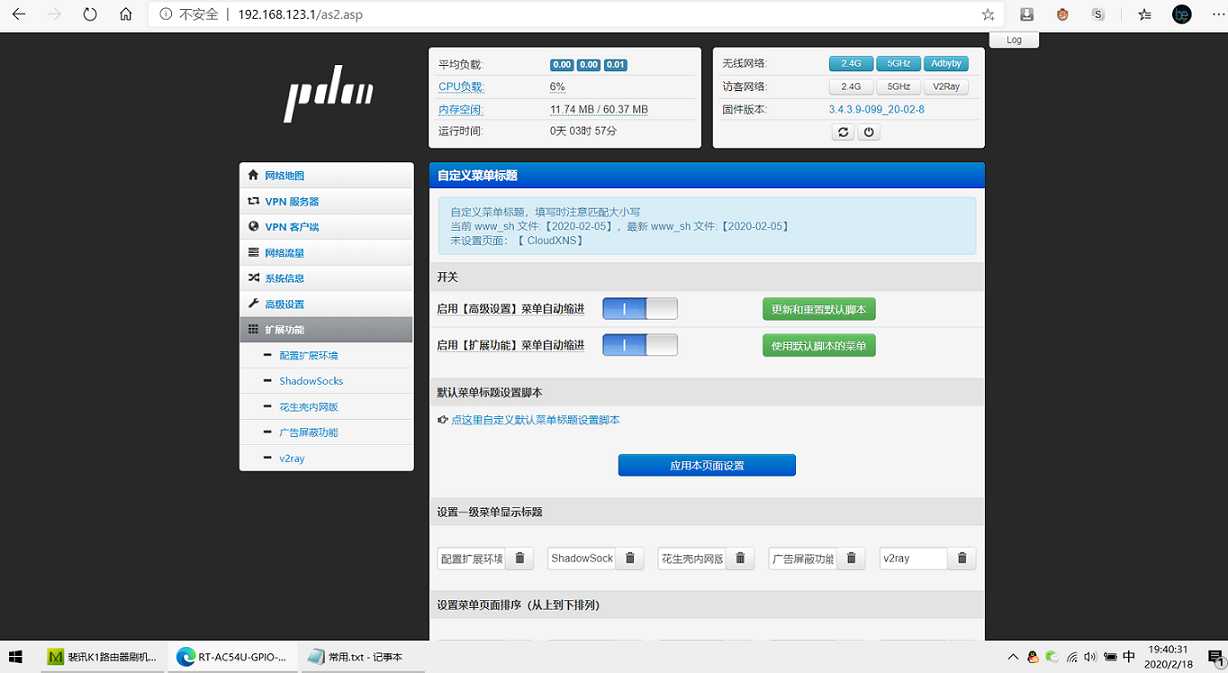 不安全 | 192.168.123.1/as2.asp
Log
pdcn
平均负载: 0.00 0.00 0.01
CPU负载: 6%
内存空闲: 11.74 MB / 60.37 MB
运行时间: 0天 03时 57分
无线网络: 2.4G 5GHz Adbyby
访客网络: 2.4G 5GHz V2Ray
固件版本: 3.4.3.9-099_20-02-8
网络地图
VPN 服务器
VPN 客户端
网络流量
系统信息
高级设置
扩展功能
配置扩展环境
ShadowSocks
花生壳内网版
广告屏蔽功能
v2ray
自定义菜单标题
自定义菜单标题，填写时注意匹配大小写
当前 www_sh 文件:【2020-02-05】，最新 www_sh 文件:【2020-02-05】
未设置页面：【 CloudXNS】
开关
启用【高级设置】菜单自动缩进 更新和重置默认脚本
启用【扩展功能】菜单自动缩进 使用默认脚本的菜单
默认菜单标题设置脚本
点这里自定义默认菜单标题设置脚本
应用本页面设置
设置一级菜单显示标题
配置扩展环境 ShadowSock 花生壳内网版 广告屏蔽功能 v2ray
设置菜单页面排序（从上到下排列)
裴讯K1路由器刷机... RT-AC54U-GPIO-... 常用.txt - 记事本
中
19:40:31
2020/2/18
1